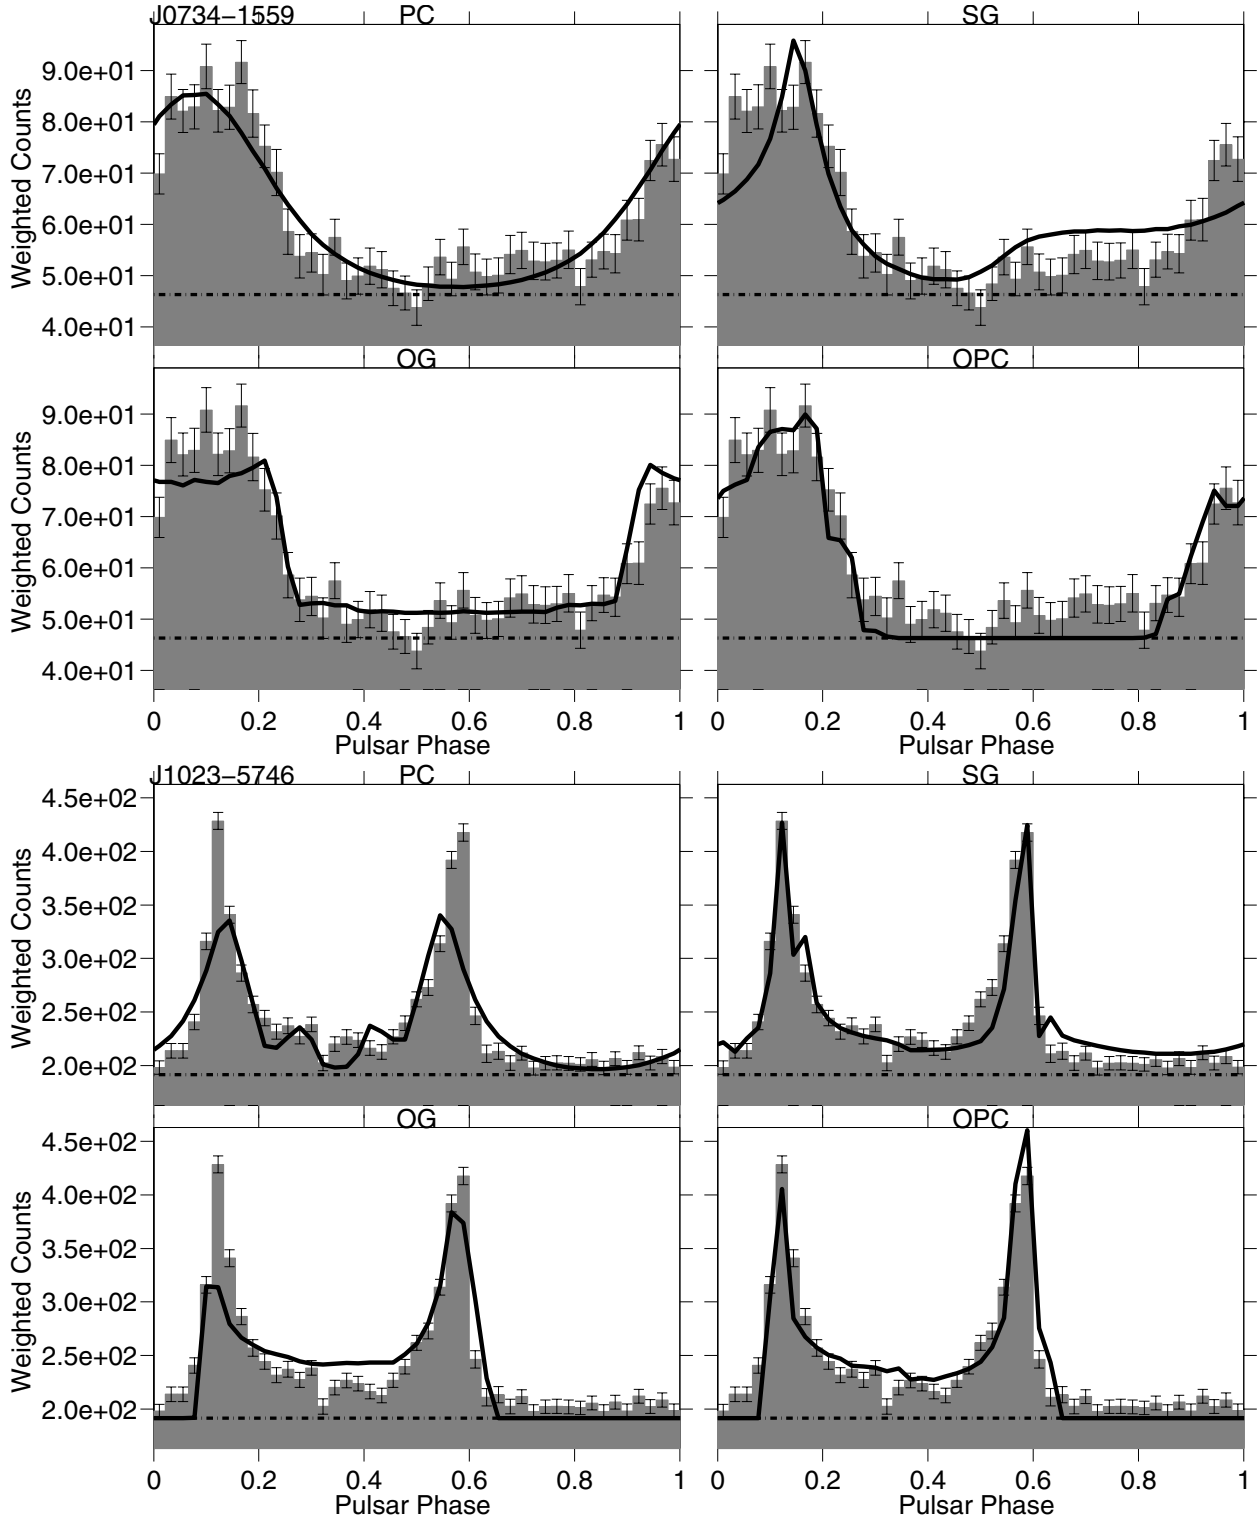 J0734−1559 PC SG
9.0e+01
8.0e+01
7.0e+01
6.0e+01
5.0e+01
4.0e+01
Weighted Counts
OG OPC
9.0e+01
8.0e+01
7.0e+01
6.0e+01
5.0e+01
4.0e+01
Weighted Counts
0 0.2 0.4 0.6 0.8 1 0 0.2 0.4 0.6 0.8 1
Pulsar Phase Pulsar Phase
J1023−5746 PC SG
4.5e+02
4.0e+02
3.5e+02
3.0e+02
2.5e+02
2.0e+02
Weighted Counts
OG OPC
4.5e+02
4.0e+02
3.5e+02
3.0e+02
2.5e+02
2.0e+02
Weighted Counts
0 0.2 0.4 0.6 0.8 1 0 0.2 0.4 0.6 0.8 1
Pulsar Phase Pulsar Phase